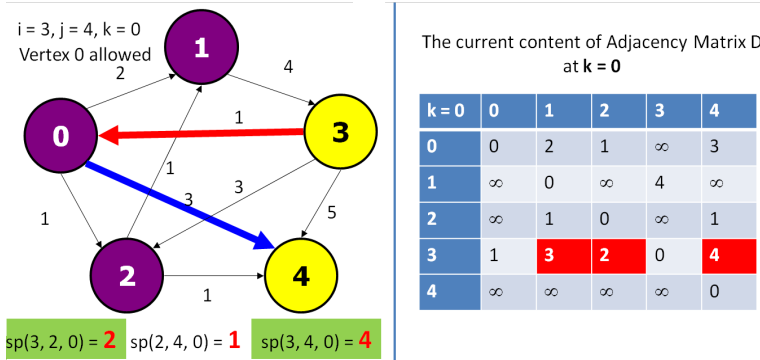 i = 3, j = 4, k = 0
Vertex 0 allowed
2
1
4
1
0
3
1
3
3
5
1
2
4
1
sp(3, 2, 0) = 2 sp(2, 4, 0) = 1 sp(3, 4, 0) = 4
The current content of Adjacency Matrix D
at k = 0
k = 0 0 1 2 3 4
0 0 2 1 ∞ 3
1 ∞ 0 ∞ 4 ∞
2 ∞ 1 0 ∞ 1
3 1 3 2 0 4
4 ∞ ∞ ∞ ∞ 0